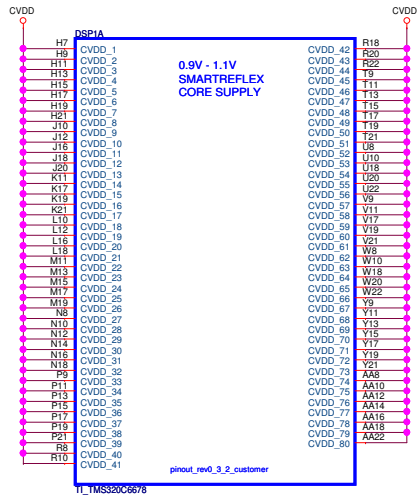 CVDD
CVDD
DSP1A
H7 CVDD_1
H9 CVDD_2
H11 CVDD_3
H13 CVDD_4
H15 CVDD_5
H17 CVDD_6
H19 CVDD_7
H21 CVDD_8
J10 CVDD_9
J12 CVDD_10
J16 CVDD_11
J18 CVDD_12
J20 CVDD_13
K11 CVDD_14
K17 CVDD_15
K19 CVDD_16
K21 CVDD_17
L10 CVDD_18
L12 CVDD_19
L16 CVDD_20
L18 CVDD_21
M11 CVDD_22
M13 CVDD_23
M15 CVDD_24
M17 CVDD_25
M19 CVDD_26
N8 CVDD_27
N10 CVDD_28
N12 CVDD_29
N14 CVDD_30
N16 CVDD_31
N18 CVDD_32
P9 CVDD_33
P11 CVDD_34
P13 CVDD_35
P15 CVDD_36
P17 CVDD_37
P19 CVDD_38
P21 CVDD_39
R8 CVDD_40
R10 CVDD_41
0.9V - 1.1V
SMARTREFLEX
CORE SUPPLY
CVDD_42 R18
CVDD_43 R20
CVDD_44 R22
CVDD_45 T9
CVDD_46 T11
CVDD_47 T13
CVDD_48 T15
CVDD_49 T17
CVDD_50 T19
CVDD_51 T21
CVDD_52 U8
CVDD_53 U10
CVDD_54 U18
CVDD_55 U20
CVDD_56 U22
CVDD_57 V9
CVDD_58 V11
CVDD_59 V17
CVDD_60 V19
CVDD_61 V21
CVDD_62 W8
CVDD_63 W10
CVDD_64 W18
CVDD_65 W20
CVDD_66 W22
CVDD_67 Y9
CVDD_68 Y11
CVDD_69 Y13
CVDD_70 Y15
CVDD_71 Y17
CVDD_72 Y19
CVDD_73 Y21
CVDD_74 AA8
CVDD_75 AA10
CVDD_76 AA12
CVDD_77 AA14
CVDD_78 AA16
CVDD_79 AA18
CVDD_80 AA22
pinout_rev0_3_2_customer
TI_TMS320C6678